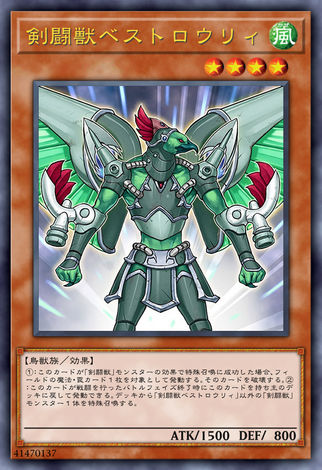 剣闘獣ベストロウリィ 風
【鳥獣族／効果】
①:このカードが「剣闘獣」モンスターの効果で特殊召喚に成功した場合、フィ
ールドの魔法・罠カード１枚を対象として発動する。そのカードを破壊する。②
:このカードが戦闘を行ったバトルフェイズ終了時にこのカードを持ち主のデ
ッキに戻して発動できる。デッキから「剣闘獣ベストロウリィ」以外の「剣闘獣」
モンスター１体を特殊召喚する。
ATK/1500 DEF/ 800
41470137